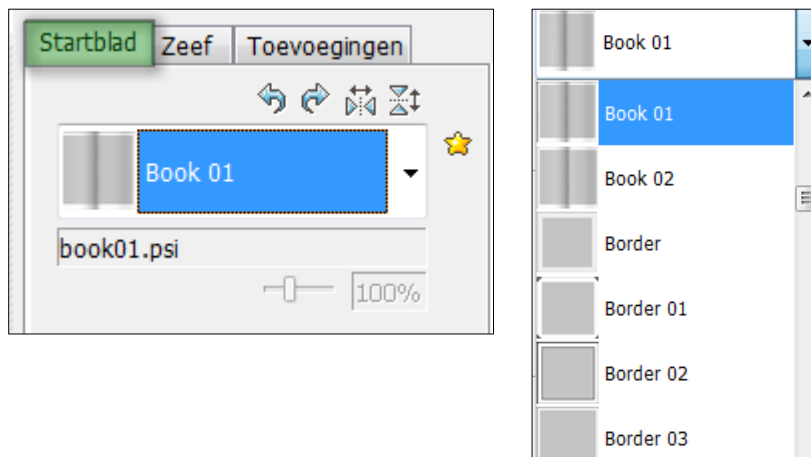 Startblad Zeef Toevoegingen
Book 01
book01.psi
100%
Book 01
Book 01
Book 02
Border
Border 01
Border 02
Border 03